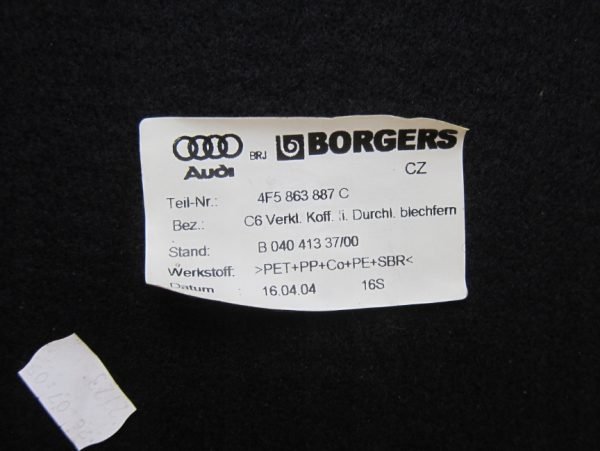 Audi BRJ BORGERS
CZ
Teil-Nr.: 4F5 863 887 C
Bez.: C6 Verkl. Koff. li. Durchl. blechfern
Stand: B 040 413 37/00
Werkstoff: >PET+PP+Co+PE+SBR<
Datum : 16.04.04 16S